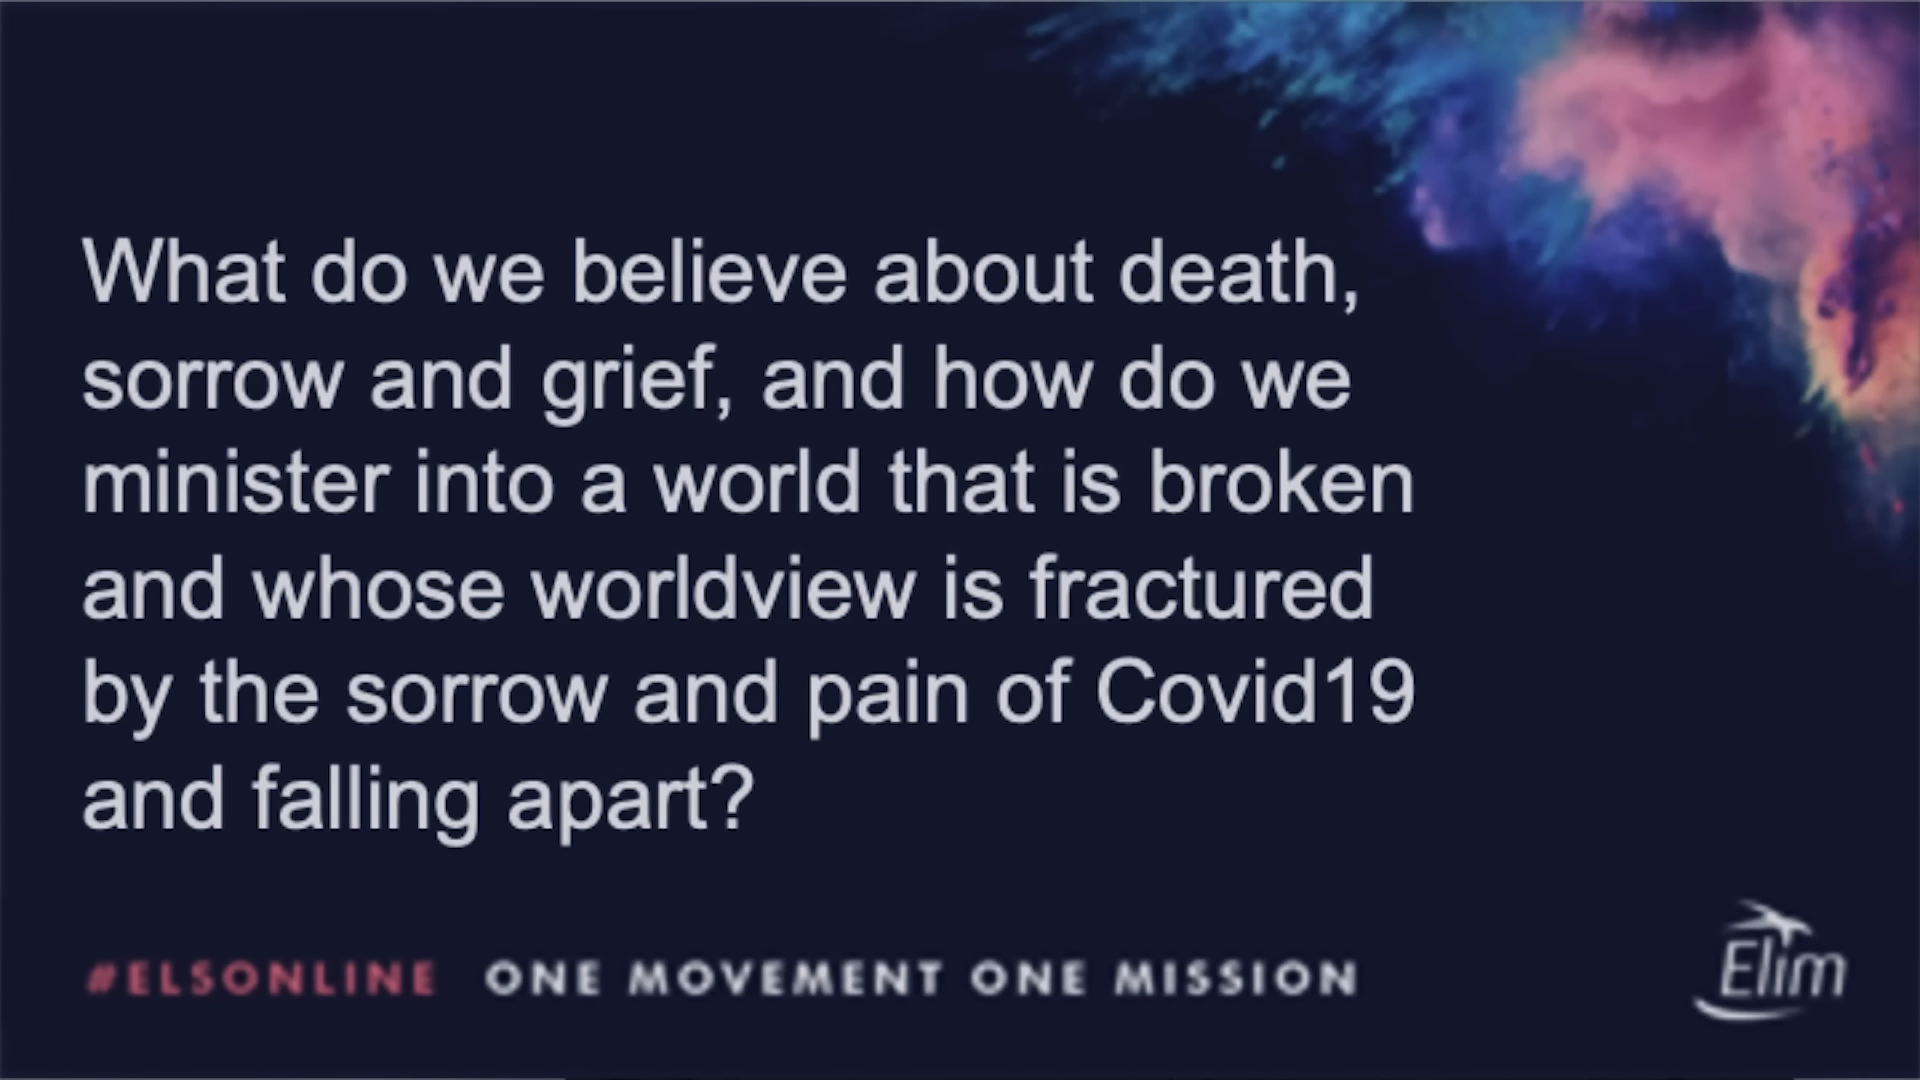 What do we believe about death,
sorrow and grief, and how do we
minister into a world that is broken
and whose worldview is fractured
by the sorrow and pain of Covid19
and falling apart?
#ELSONLINE ONE MOVEMENT ONE MISSION
Elim